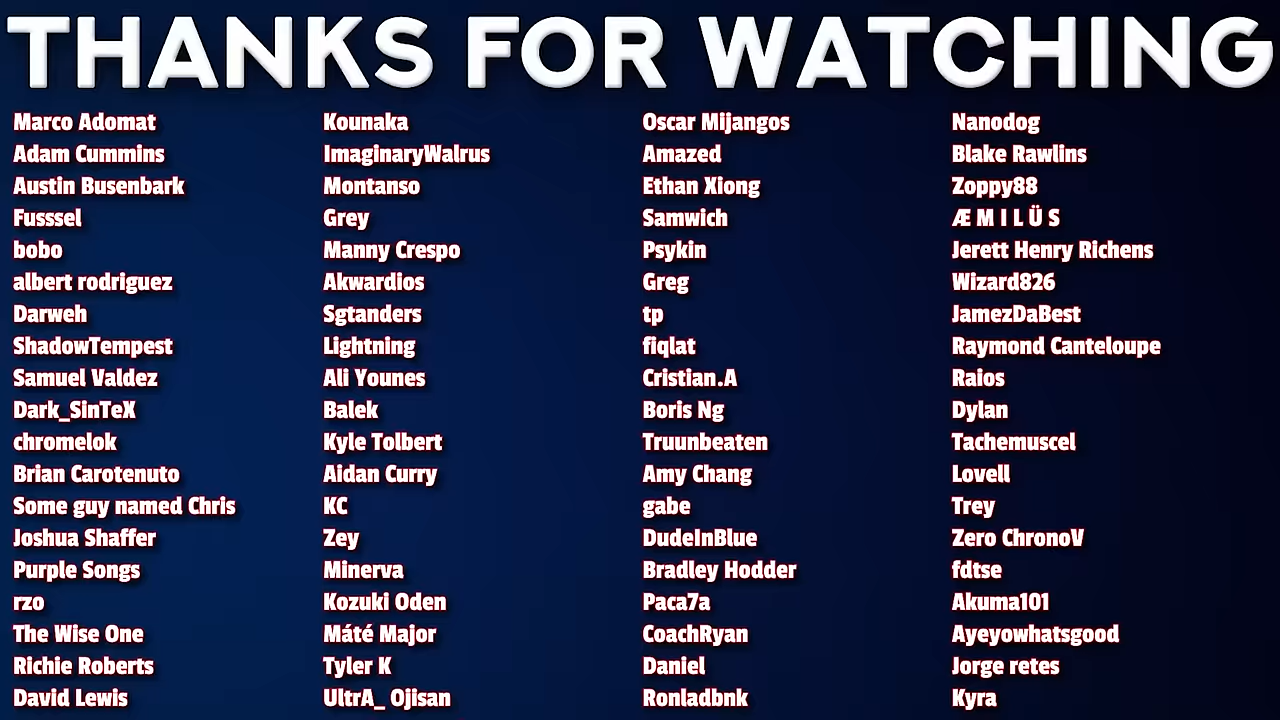 THANKS FOR WATCHING
Marco Adomat
Adam Cummins
Austin Busenbark
Fusssel
bobo
albert rodriguez
Darweh
ShadowTempest
Samuel Valdez
Dark_SinTeX
chromelok
Brian Carotenuto
Some guy named Chris
Joshua Shaffer
Purple Songs
rzo
The Wise One
Richie Roberts
David Lewis
Kounaka
ImaginaryWalrus
Montanso
Grey
Manny Crespo
Akwardios
Sgtanders
Lightning
Ali Younes
Balek
Kyle Tolbert
Aidan Curry
KC
Zey
Minerva
Kozuki Oden
Máté Major
Tyler K
UltrA_ Ojisan
Oscar Mijangos
Amazed
Ethan Xiong
Samwich
Psykin
Greg
tp
fiqlat
Cristian.A
Boris Ng
Truunbeaten
Amy Chang
gabe
DudeInBlue
Bradley Hodder
Paca7a
CoachRyan
Daniel
Ronladbnk
Nanodog
Blake Rawlins
Zoppy88
Æ M I L Ü S
Jerett Henry Richens
Wizard826
JamezDaBest
Raymond Canteloupe
Raios
Dylan
Tachemuscel
Lovell
Trey
Zero ChronoV
fdtse
Akuma101
Ayeyowhatsgood
Jorge retes
Kyra